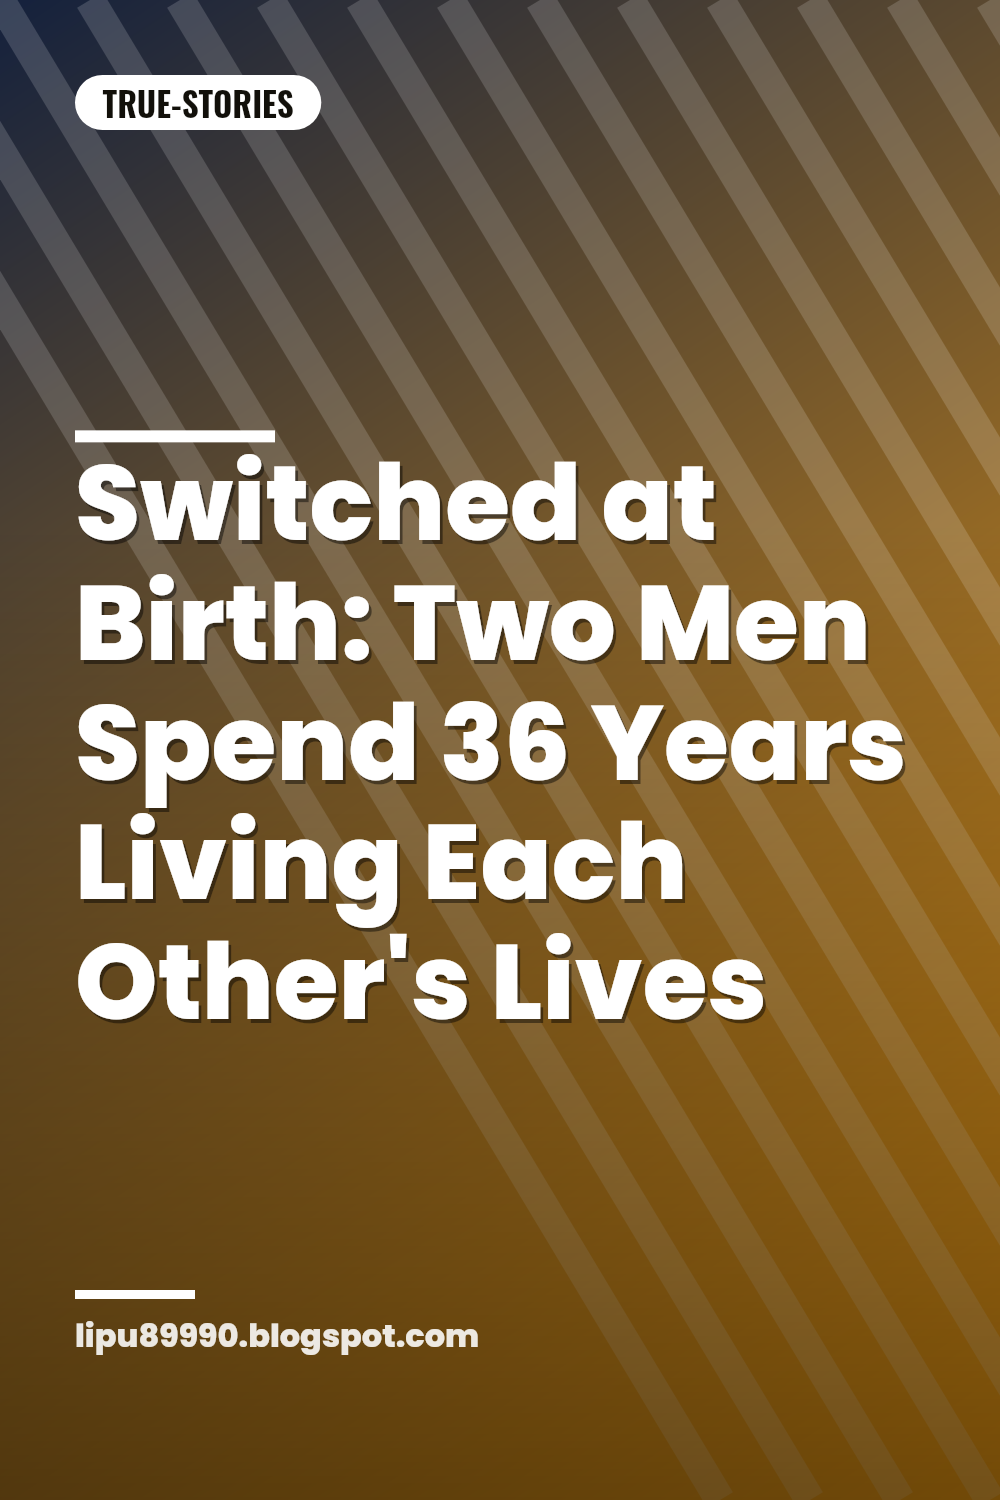 TRUE-STORIES
Switched at
Birth: Two Men
Spend 36 Years
Living Each
Other's Lives
lipu89990.blogspot.com